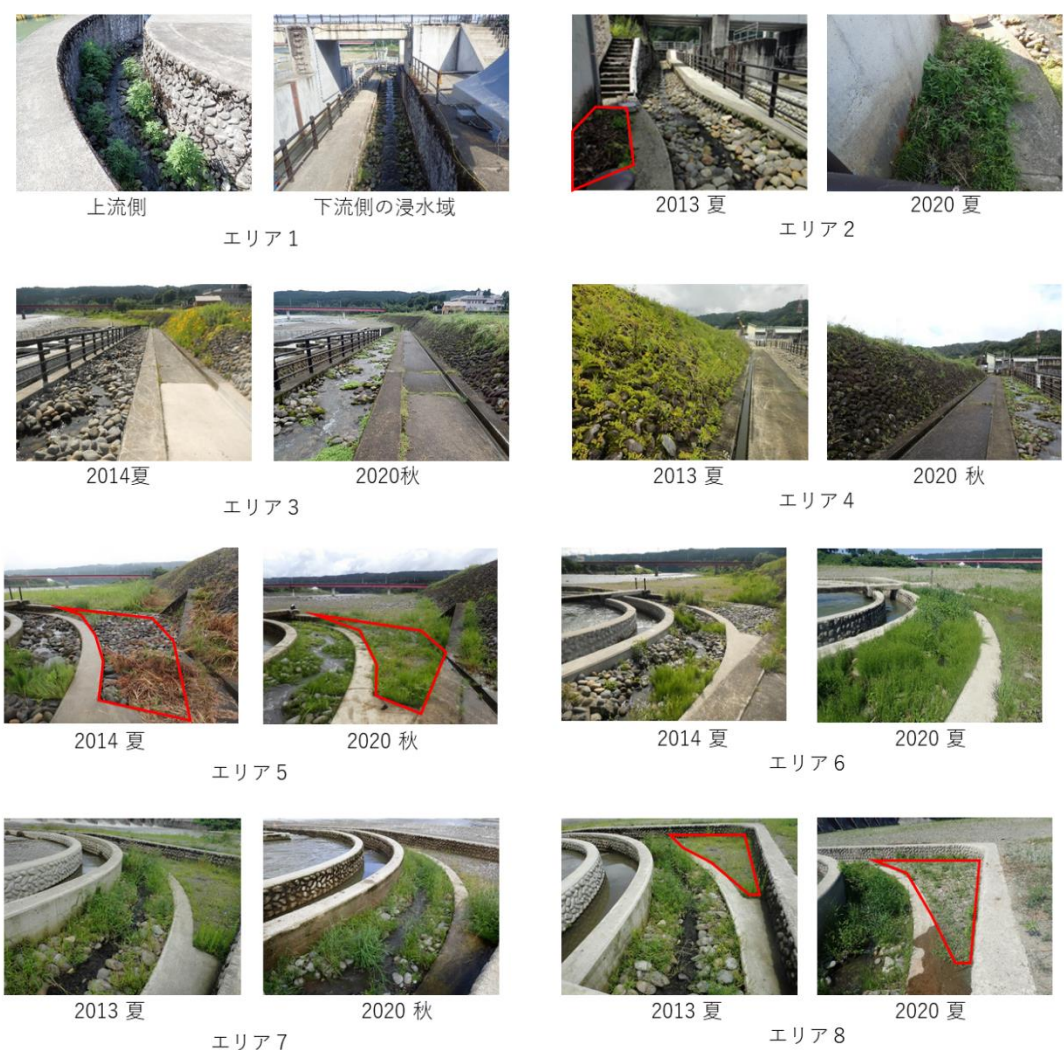 上流側
下流側の浸水域
エリア1
2013 夏
2020 夏
エリア2
2014夏
2020秋
エリア3
2013 夏
2020 秋
エリア4
2014 夏
2020 秋
エリア5
2014 夏
2020 夏
エリア6
2013 夏
2020 秋
エリア7
2013 夏
2020 夏
エリア8